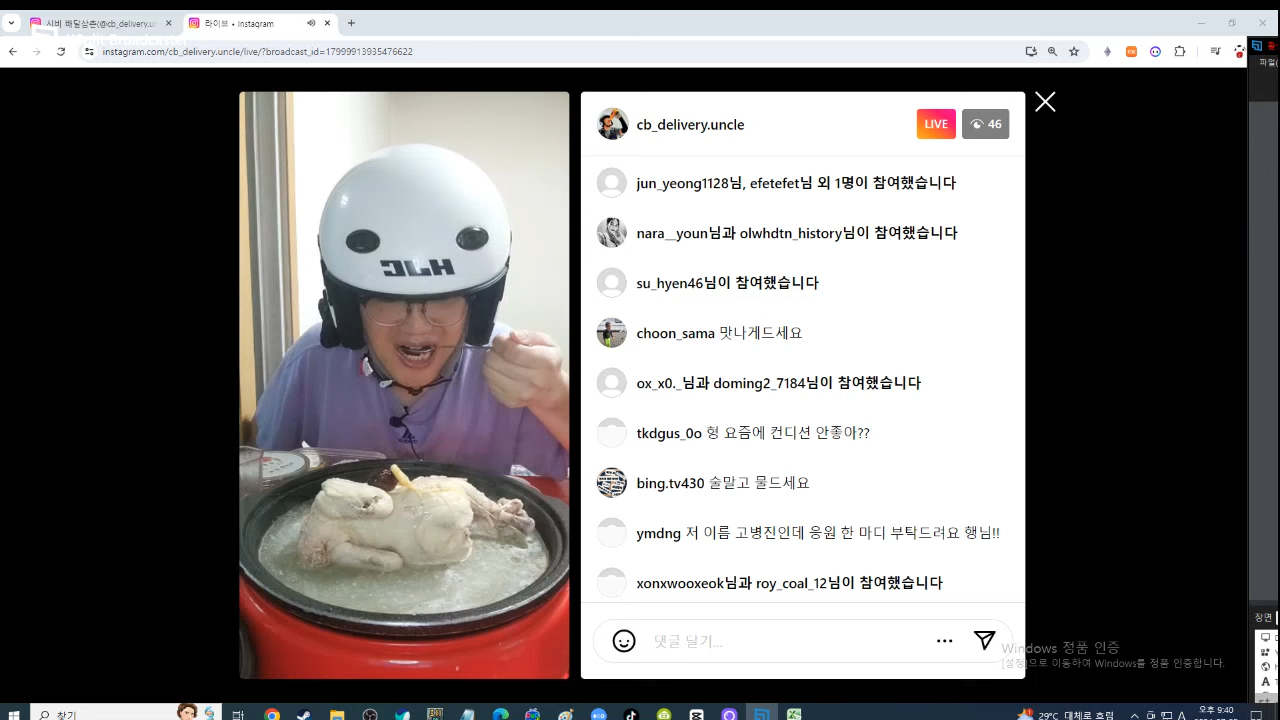 시비 배달삼촌(@cb_delivery.un
라이브 • Instagram
instagram.com/cb_delivery.uncle/live/?broadcast_id=17999913935476622
파일(
HJC
cb_delivery.uncle
LIVE
46
jun_yeong1128님, efetefet님 외 1명이 참여했습니다
nara__youn님과 olwhdtn_history님이 참여했습니다
su_hyen46님이 참여했습니다
choon_sama 맛나게드세요
ox_x0._님과 doming2_7184님이 참여했습니다
tkdgus_0o 형 요즘에 컨디션 안좋아??
bing.tv430 술말고 물드세요
ymdng 저 이름 고병진인데 응원 한 마디 부탁드려요 행님!!
xonxwooxeok님과 roy_coal_12님이 참여했습니다
댓글 달기...
Windows 정품 인증
[설정]으로 이동하여 Windows를 정품 인증합니다.
장면
찾기
29°C 대체로 흐림
오후 9:40